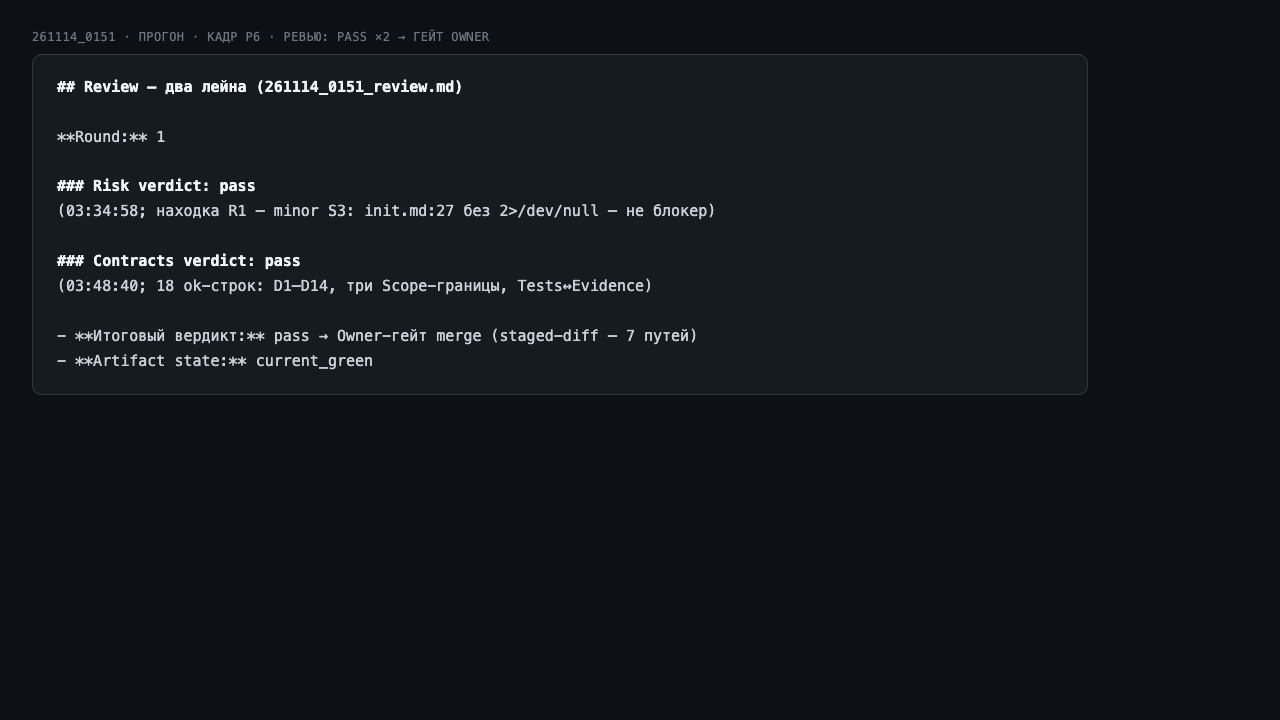 261114_0151 · ПРОГОН · КАДР P6 · РЕВЬЮ: PASS ×2 → ГЕЙТ OWNER
## Review — два лейна (261114_0151_review.md)
**Round:** 1
### Risk verdict: pass
(03:34:58; находка R1 — minor S3: init.md:27 без 2>/dev/null — не блокер)
### Contracts verdict: pass
(03:48:40; 18 ok-строк: D1–D14, три Scope-границы, Tests↔Evidence)
- **Итоговый вердикт:** pass → Owner-гейт merge (staged-diff — 7 путей)
- **Artifact state:** current_green